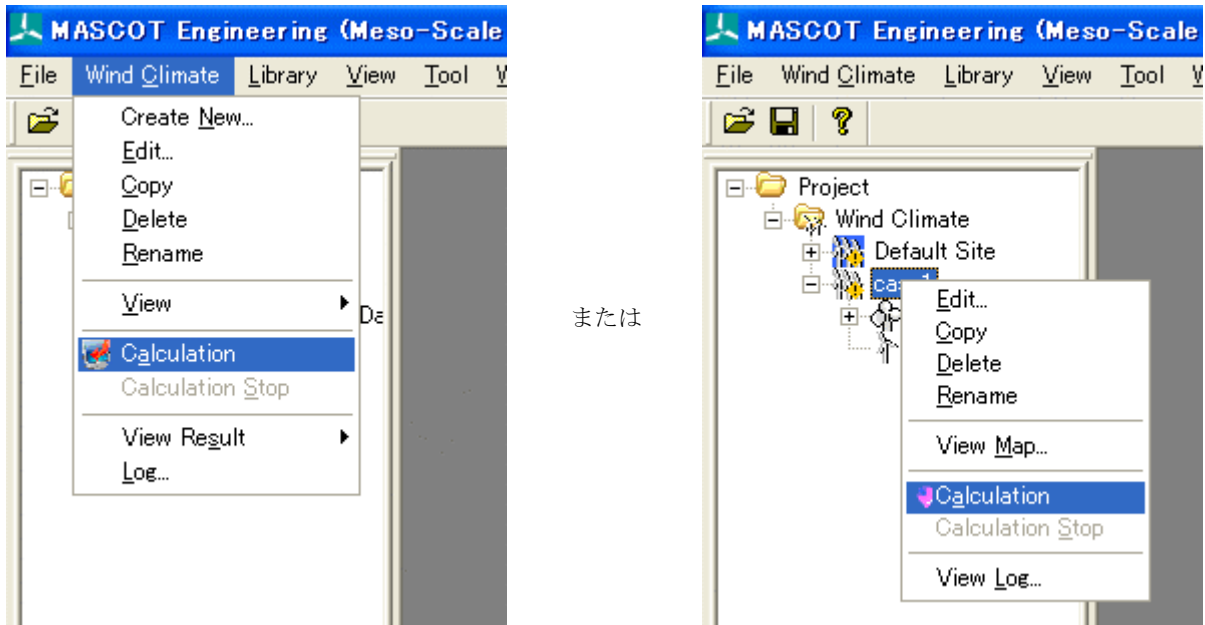 MASCOT Engineering (Meso-Scale
File Wind Climate Library View Tool
Create New...
Edit...
Copy
Delete
Rename
View
Da
Calculation
Calculation Stop
View Result
Log...
または
MASCOT Engineering (Meso-Scale
File Wind Climate Library View Tool
Project
Wind Climate
Default Site
Edit...
Copy
Delete
Rename
View Map...
Calculation
Calculation Stop
View Log...